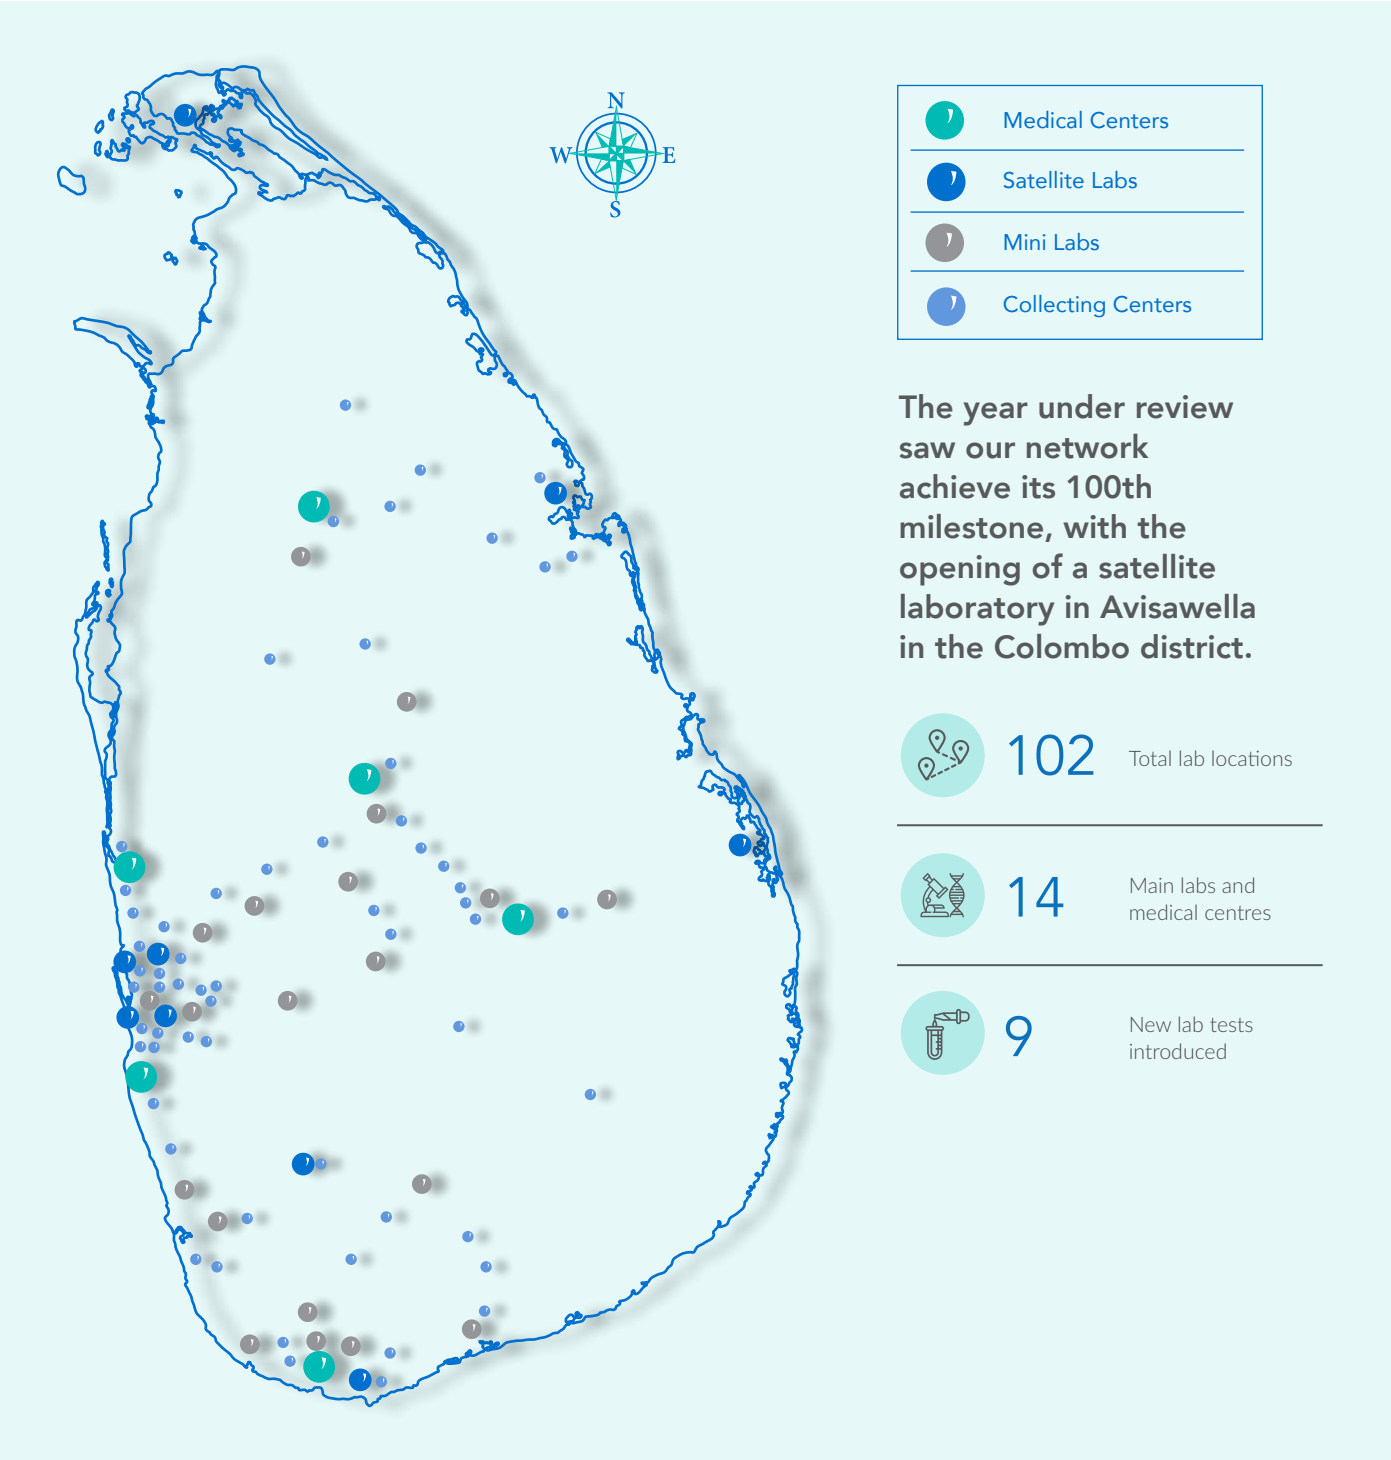 N
W
E
S
Medical Centers
Satellite Labs
Mini Labs
Collecting Centers
The year under review
saw our network
achieve its 100th
milestone, with the
opening of a satellite
laboratory in Avisawella
in the Colombo district.
102 Total lab locations
14 Main labs and
medical centres
9 New lab tests
introduced